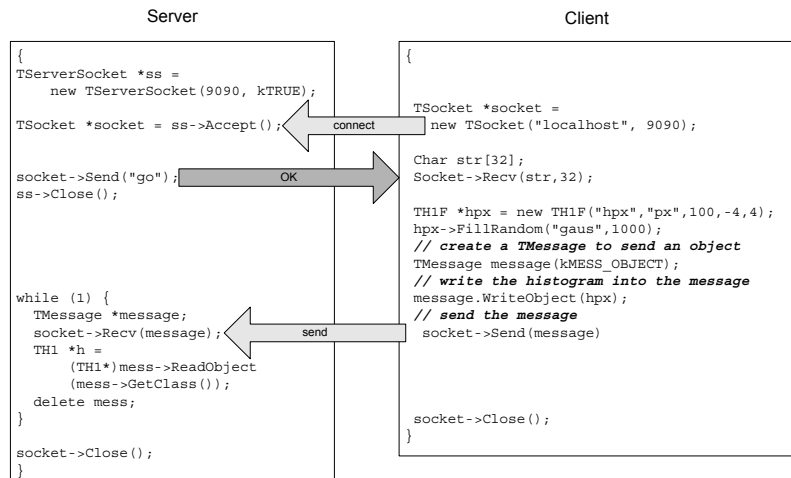 Server
{
TServerSocket *ss =
new TServerSocket(9090, kTRUE);
TSocket *socket = ss->Accept();
socket->Send("go");
ss->Close();
while (1) {
TMessage *message;
socket->Recv(message);
TH1 *h =
(TH1*)mess->ReadObject
(mess->GetClass());
delete mess;
}
socket->Close();
}
connect
OK
send
Client
{
TSocket *socket =
new TSocket("localhost", 9090);
Char str[32];
Socket->Recv(str,32);
TH1F *hpx = new TH1F("hpx","px",100,-4,4);
hpx->FillRandom("gaus",1000);
// create a TMessage to send an object
TMessage message(kMESS_OBJECT);
// write the histogram into the message
message.WriteObject(hpx);
// send the message
socket->Send(message)
socket->Close();
}